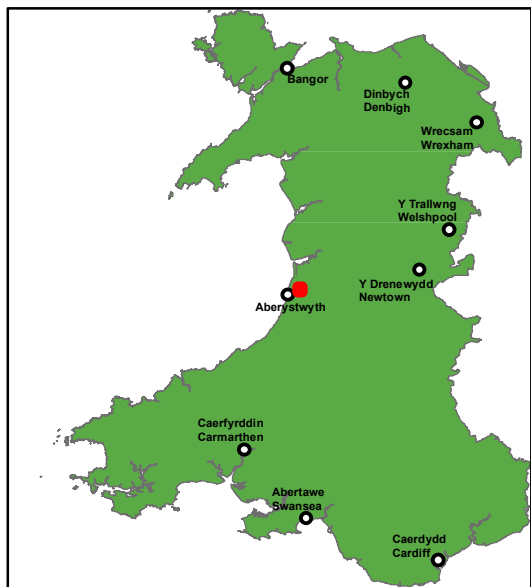 Bangor
Dinbych
Denbigh
Wrecsam
Wrexham
Y Trallwng
Welshpool
Y Drenewydd
Newtown
Aberystwyth
Caerfyrddin
Carmarthen
Abertawe
Swansea
Caerdydd
Cardiff